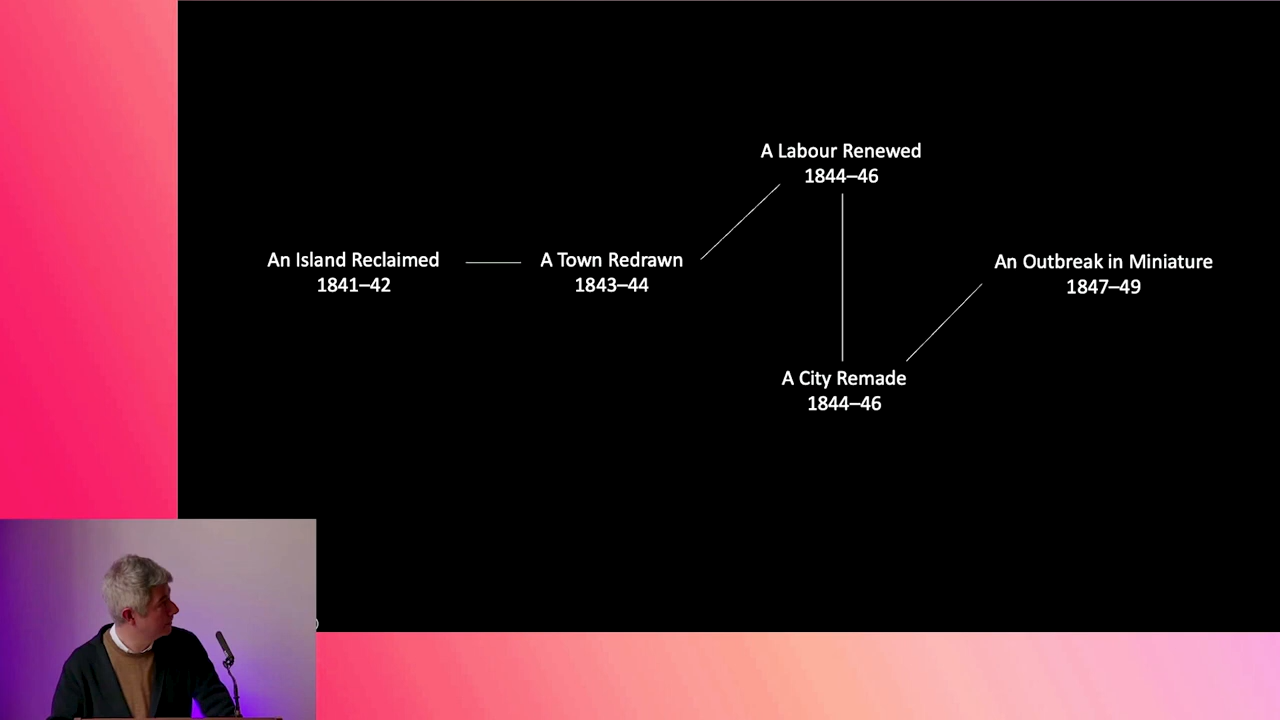 An Island Reclaimed
1841–42
A Town Redrawn
1843–44
A Labour Renewed
1844–46
A City Remade
1844–46
An Outbreak in Miniature
1847–49